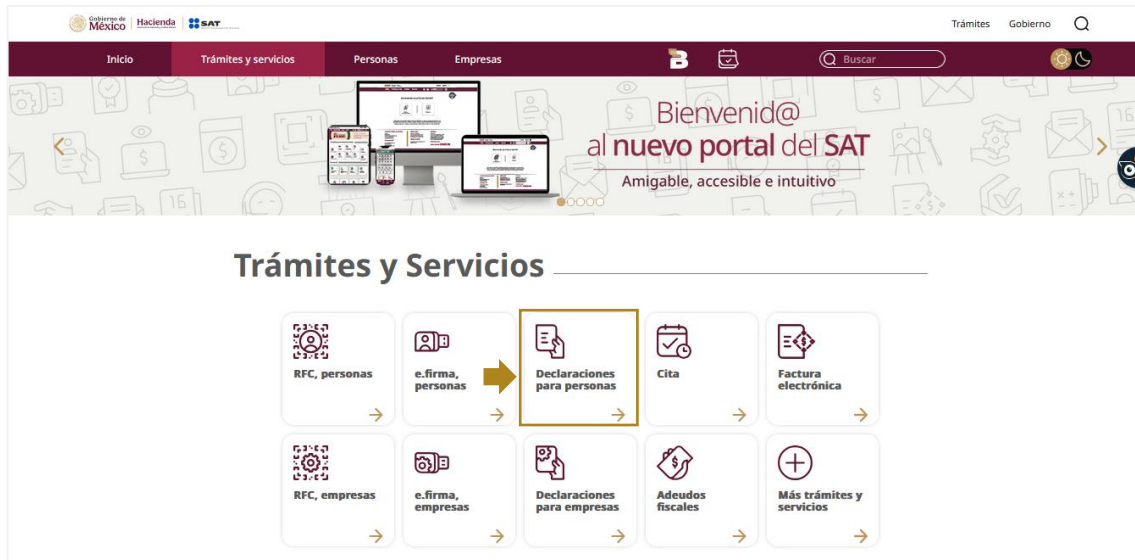 Gobierno de
México
Hacienda
SAT
Trámites
Gobierno
Inicio
Trámites y servicios
Personas
Empresas
B
Buscar
Bienvenid@
al nuevo portal del SAT
Amigable, accesible e intuitivo
Trámites y Servicios
RFC, personas
e.firma,
personas
Declaraciones
para personas
Cita
Factura
electrónica
RFC, empresas
e.firma,
empresas
Declaraciones
para empresas
Adeudos
fiscales
Más trámites y
servicios